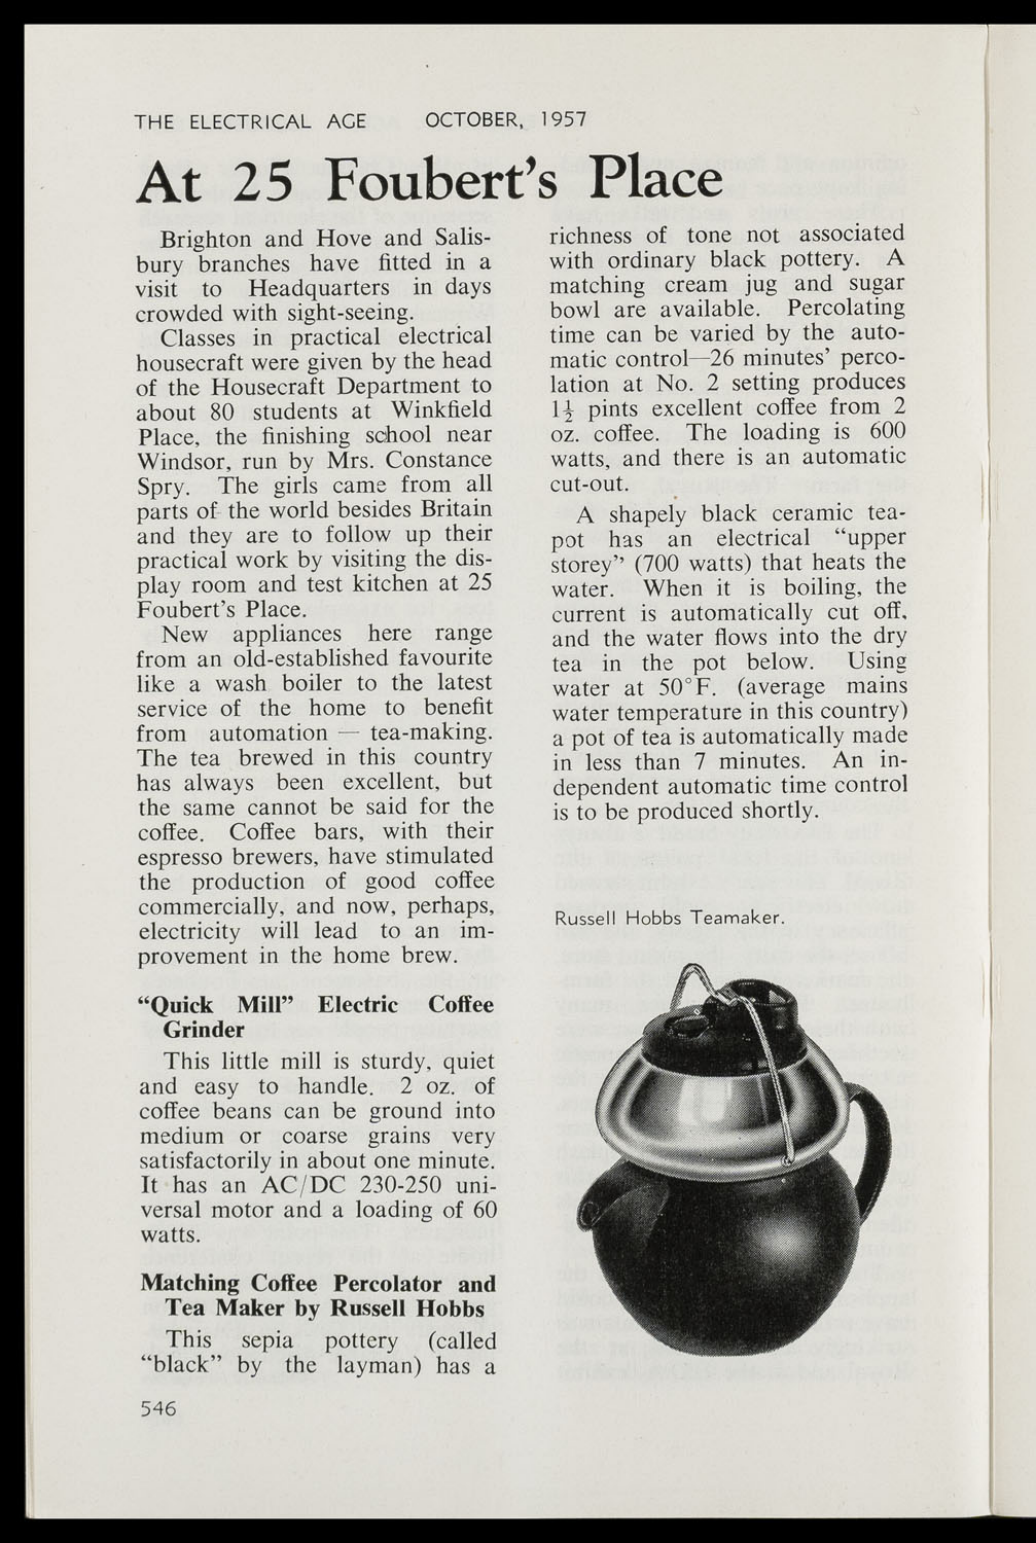 THE ELECTRICAL AGE OCTOBER, 1957
At 25 Foubert's Place
Brighton and Hove and Salis-
bury branches have fitted in a
visit to Headquarters in days
crowded with sight-seeing.
Classes in practical electrical
housecraft were given by the head
of the Housecraft Department to
about 80 students at Winkfield
Place, the finishing school near
Windsor, run by Mrs. Constance
Spry. The girls came from all
parts of the world besides Britain
and they are to follow up their
practical work by visiting the dis-
play room and test kitchen at 25
Foubert's Place.
New appliances here range
from an old-established favourite
like a wash boiler to the latest
service of the home to benefit
from automation — tea-making.
The tea brewed in this country
has always been excellent, but
the same cannot be said for the
coffee. Coffee bars, with their
espresso brewers, have stimulated
the production of good coffee
commercially, and now, perhaps,
electricity will lead to an im-
provement in the home brew.
“Quick Mill” Electric Coffee
Grinder
This little mill is sturdy, quiet
and easy to handle. 2 oz. of
coffee beans can be ground into
medium or coarse grains very
satisfactorily in about one minute.
It has an AC/DC 230-250 uni-
versal motor and a loading of 60
watts.
Matching Coffee Percolator and
Tea Maker by Russell Hobbs
This sepia pottery (called
“black” by the layman) has a
richness of tone not associated
with ordinary black pottery. A
matching cream jug and sugar
bowl are available. Percolating
time can be varied by the auto-
matic control—26 minutes' perco-
lation at No. 2 setting produces
1½ pints excellent coffee from 2
oz. coffee. The loading is 600
watts, and there is an automatic
cut-out.
A shapely black ceramic tea-
pot has an electrical “upper
storey” (700 watts) that heats the
water. When it is boiling, the
current is automatically cut off,
and the water flows into the dry
tea in the pot below. Using
water at 50°F. (average mains
water temperature in this country)
a pot of tea is automatically made
in less than 7 minutes. An in-
dependent automatic time control
is to be produced shortly.
Russell Hobbs Teamaker.
546